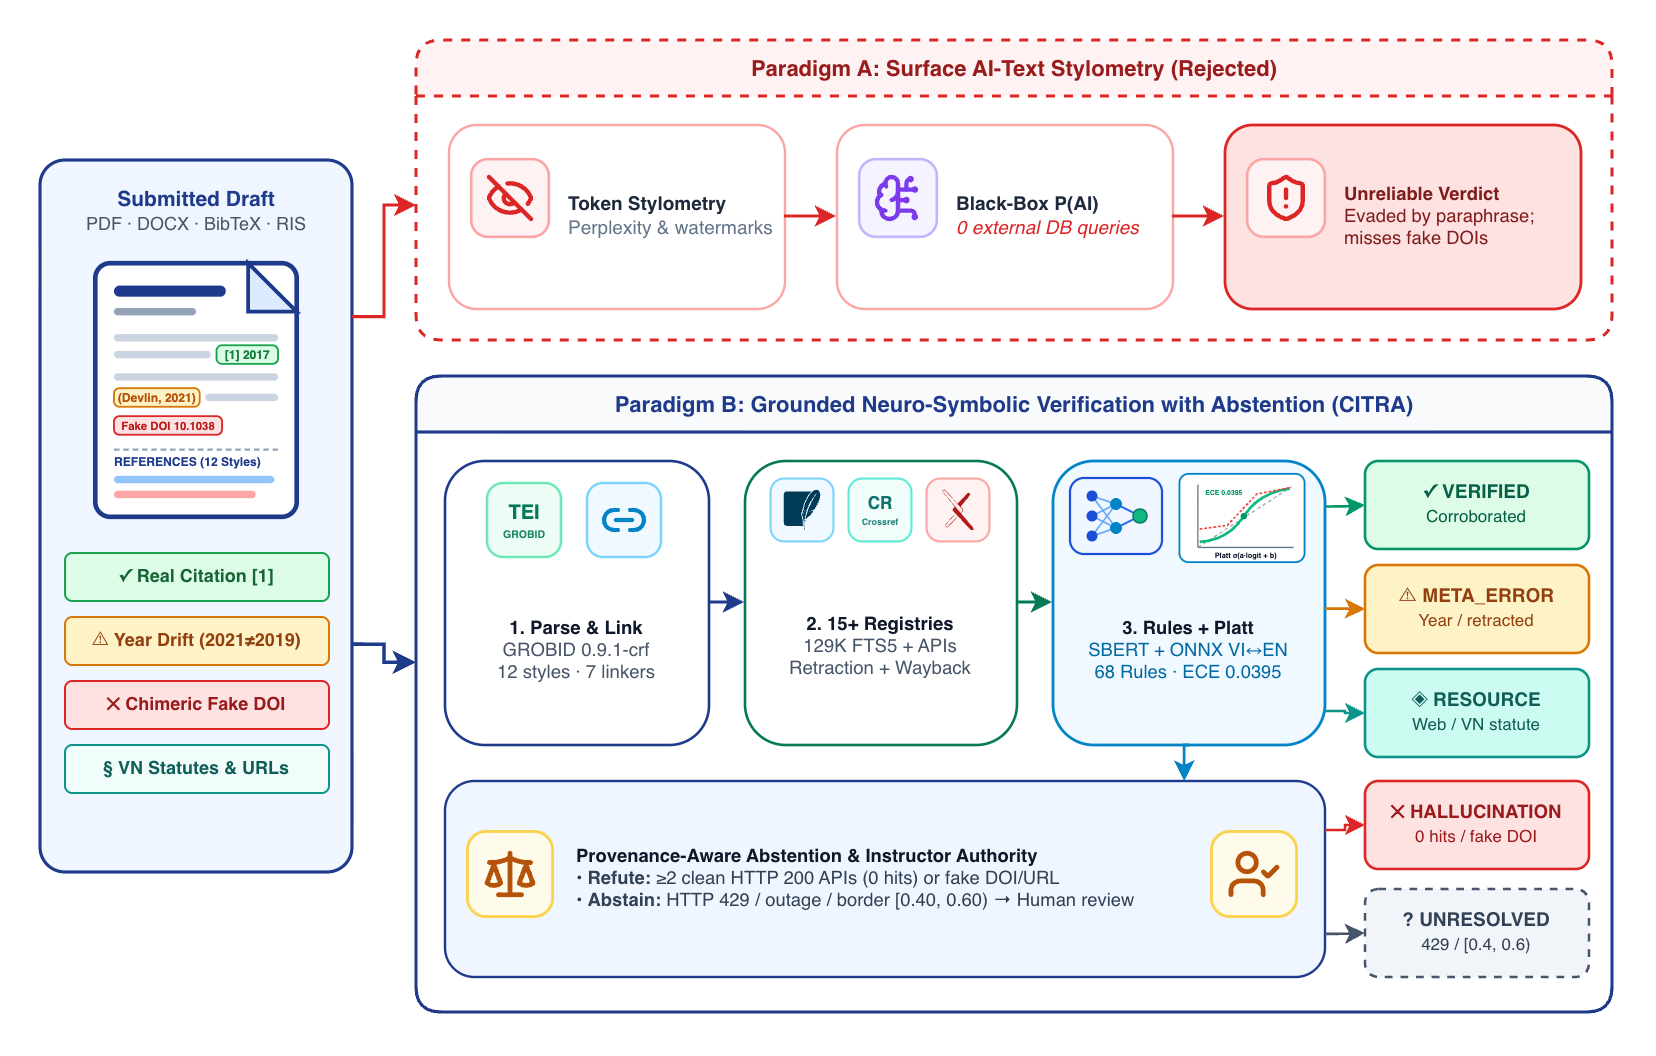 Submitted Draft
PDF · DOCX · BibTeX · RIS
[1] 2017
(Devlin, 2021)
Fake DOI 10.1038
REFERENCES (12 Styles)
✓ Real Citation [1]
⚠ Year Drift (2021≠2019)
✕ Chimeric Fake DOI
§ VN Statutes & URLs
Paradigm A: Surface AI-Text Stylometry (Rejected)
Token Stylometry
Perplexity & watermarks
Black-Box P(AI)
0 external DB queries
Unreliable Verdict
Evaded by paraphrase;
misses fake DOIs
Paradigm B: Grounded Neuro-Symbolic Verification with Abstention (CITRA)
TEI
GROBID
1. Parse & Link
GROBID 0.9.1-crf
12 styles · 7 linkers
CR
Crossref
2. 15+ Registries
129K FTS5 + APIs
Retraction + Wayback
ECE 0.0395
Platt σ(a·logit + b)
3. Rules + Platt
SBERT + ONNX VI↔EN
68 Rules · ECE 0.0395
Provenance-Aware Abstention & Instructor Authority
• Refute: ≥2 clean HTTP 200 APIs (0 hits) or fake DOI/URL
• Abstain: HTTP 429 / outage / border [0.40, 0.60) → Human review
✓ VERIFIED
Corroborated
⚠ META_ERROR
Year / retracted
◈ RESOURCE
Web / VN statute
✕ HALLUCINATION
0 hits / fake DOI
? UNRESOLVED
429 / [0.4, 0.6)